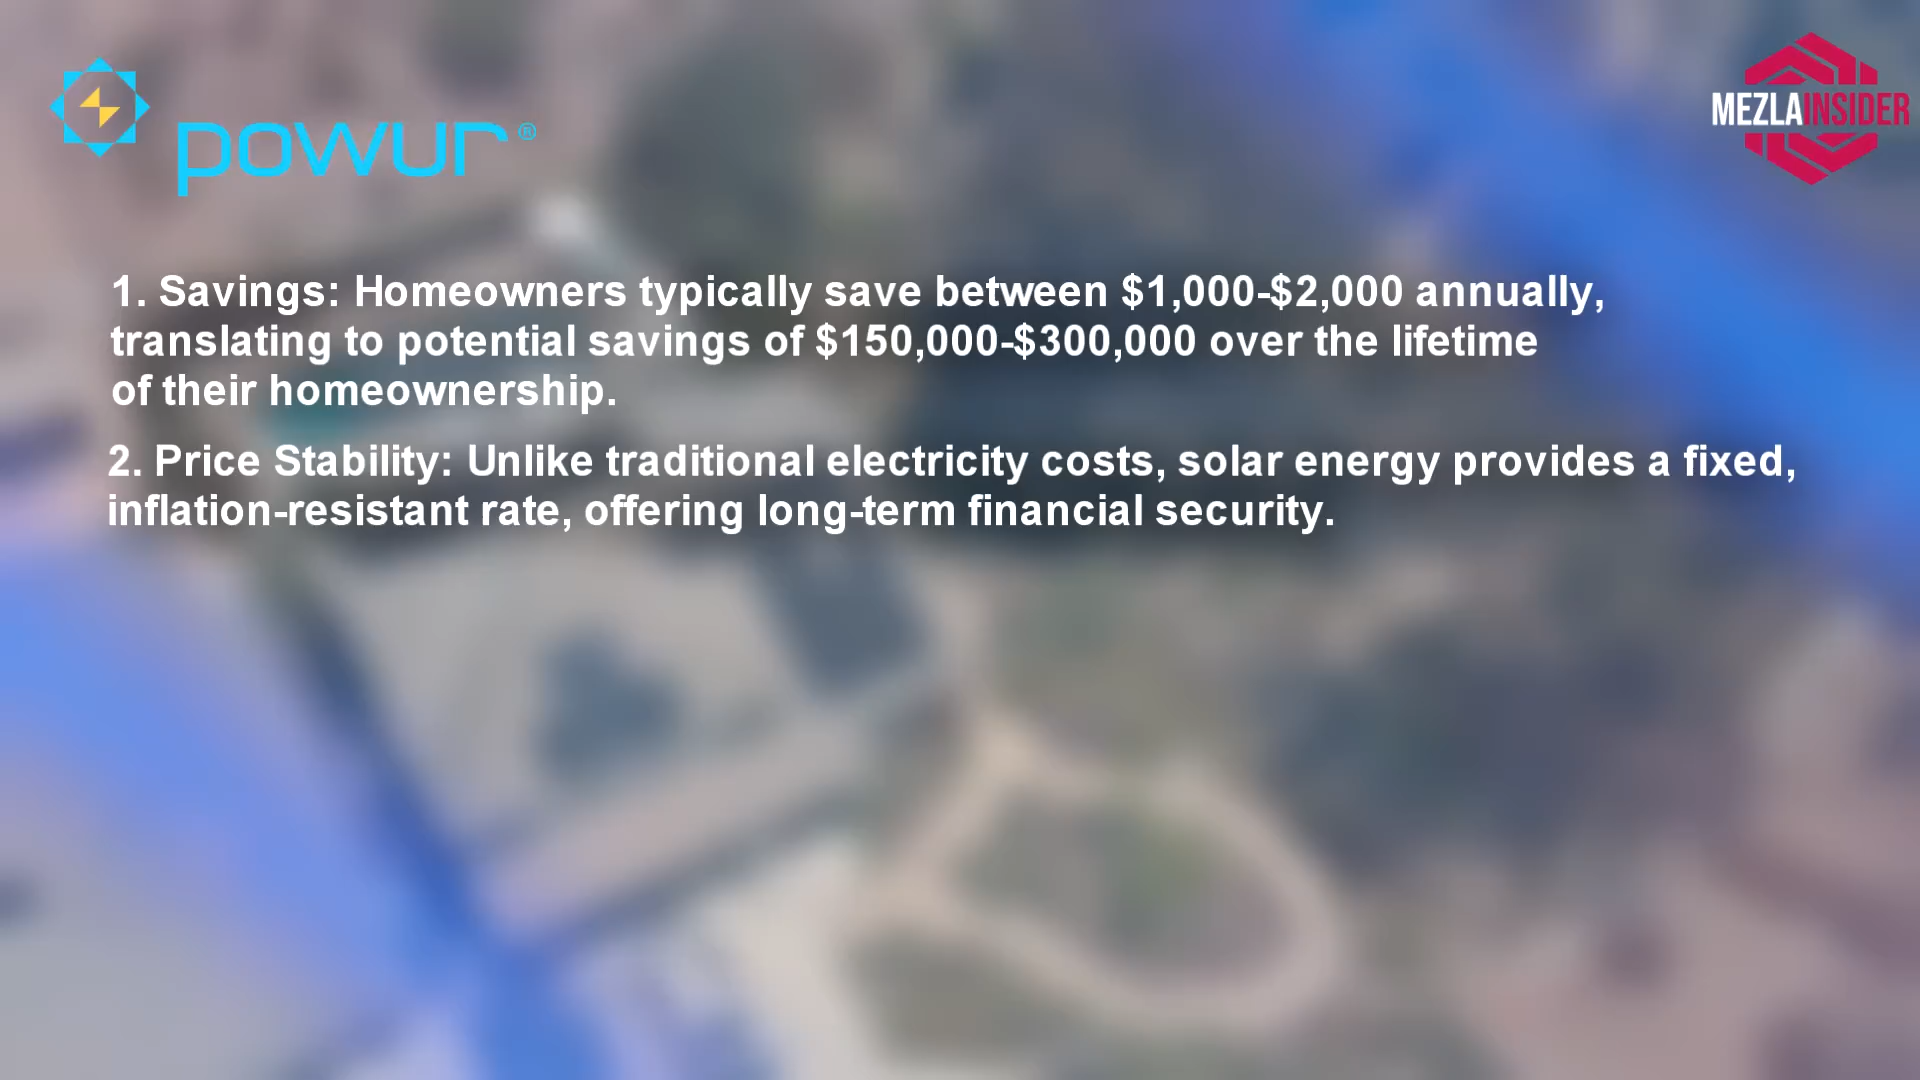 powur®
MEZLAINSIDER
1. Savings: Homeowners typically save between $1,000-$2,000 annually,
translating to potential savings of $150,000-$300,000 over the lifetime
of their homeownership.
2. Price Stability: Unlike traditional electricity costs, solar energy provides a fixed,
inflation-resistant rate, offering long-term financial security.